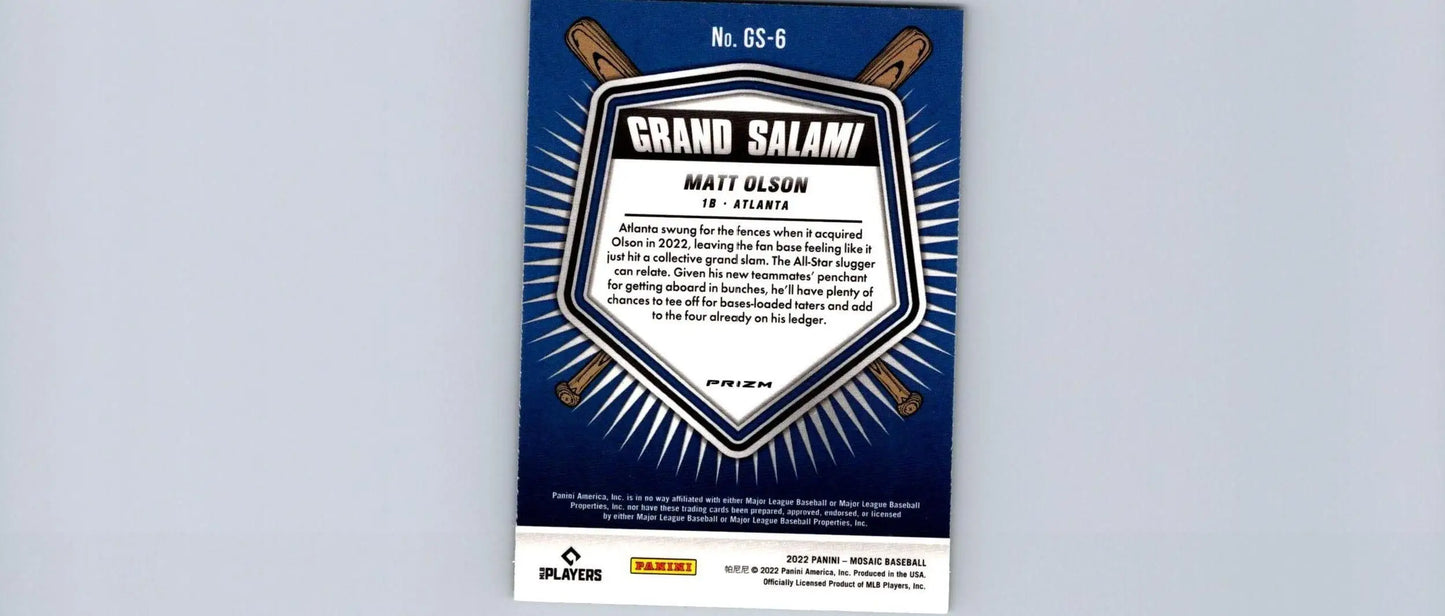 No. GS-6
GRAND SALAMI
MATT OLSON
1B · ATLANTA
Atlanta swung for the fences when it acquired
Olson in 2022, leaving the fan base feeling like it
just hit a collective grand slam. The All-Star slugger
can relate. Given his new teammates' penchant
for getting aboard in bunches, he'll have plenty of
chances to tee off for bases-loaded taters and add
to the four already on his ledger.
PRIZM
Panini America, Inc. is in no way affiliated with either Major League Baseball or Major League Baseball
Properties, Inc. nor have these trading cards been prepared, approved, endorsed, or licensed
by either Major League Baseball or Major League Baseball Properties, Inc.
MLB PLAYERS
PANINI
2022 PANINI – MOSAIC BASEBALL
帕尼尼 © 2022 Panini America, Inc. Produced in the USA.
Officially Licensed Product of MLB Players, Inc.